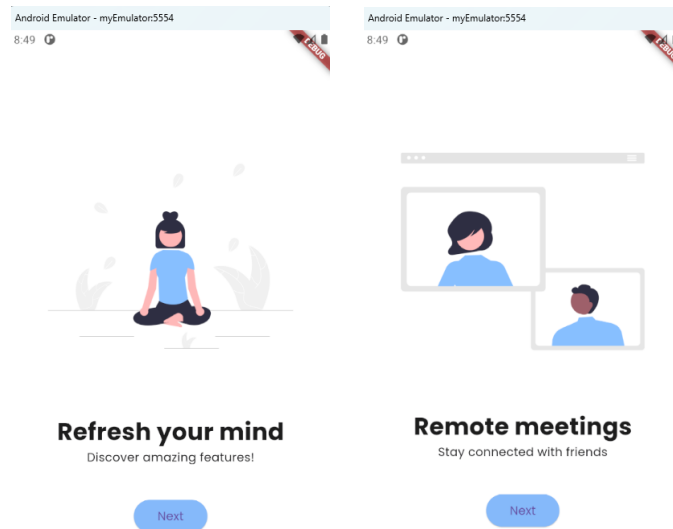 Android Emulator - myEmulator:5554
8:49
DEBUG
Refresh your mind
Discover amazing features!
Next
Android Emulator - myEmulator:5554
8:49
Remote meetings
Stay connected with friends
Next